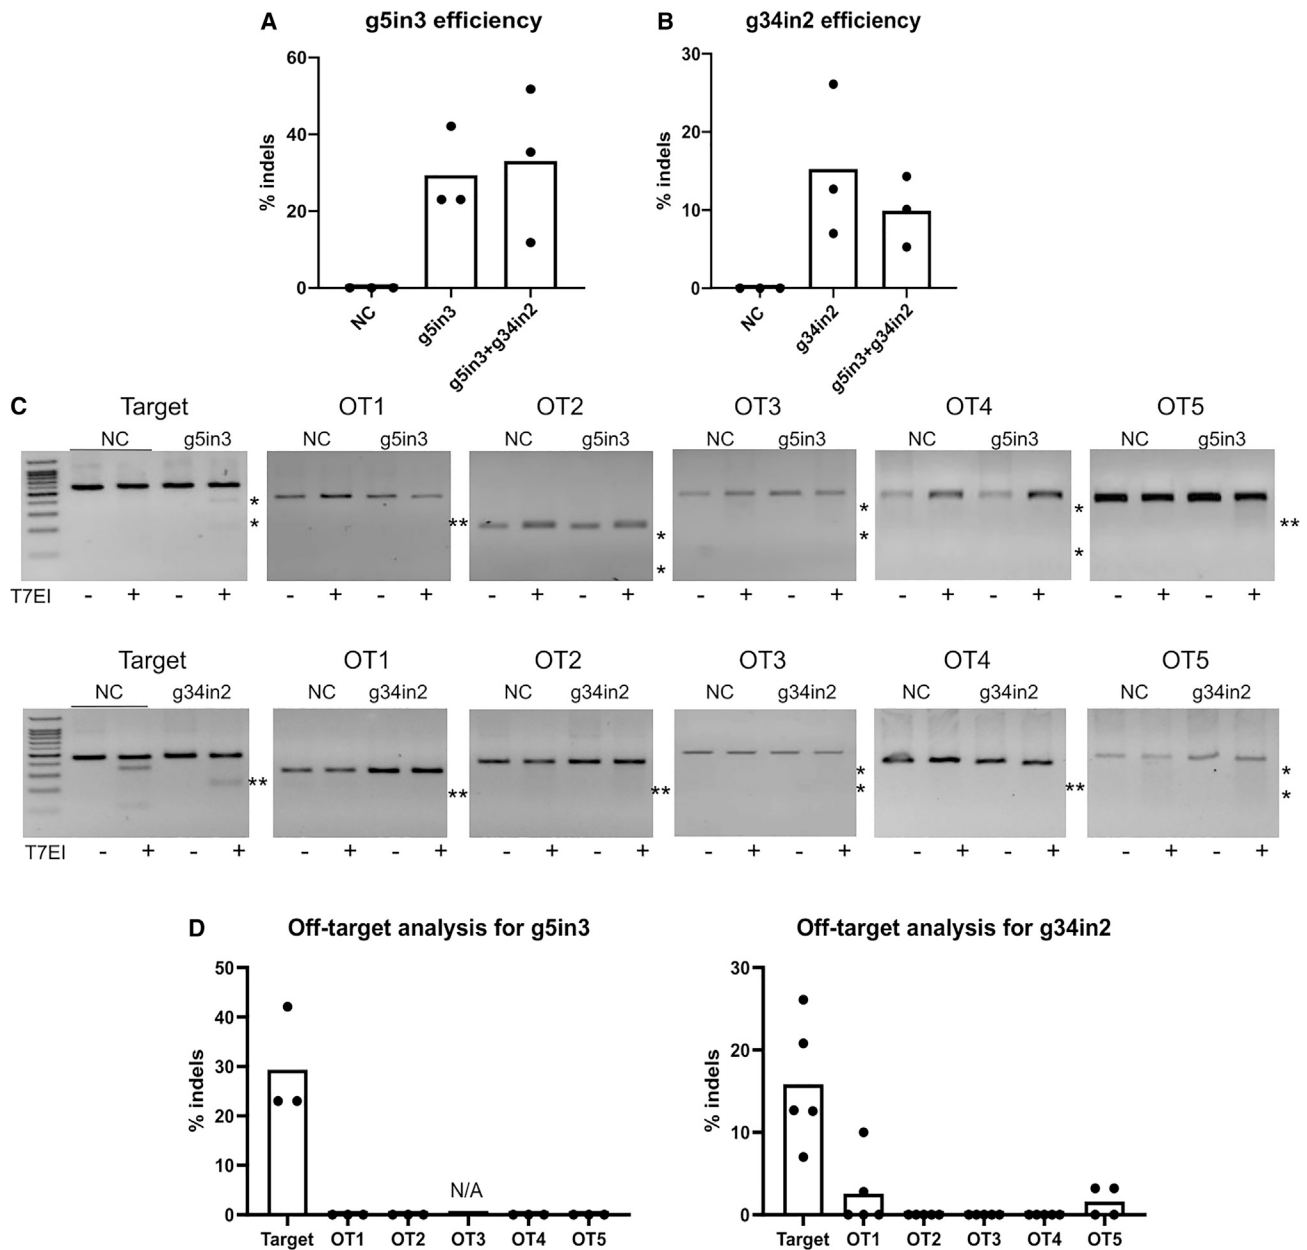 A g5in3 efficiency
B g34in2 efficiency
% indels
60
40
20
0
NC
g5in3
g5in3+g34in2
% indels
30
20
10
0
NC
g34in2
g5in3+g34in2
C
Target OT1 OT2 OT3 OT4 OT5
NC g5in3 NC g5in3 NC g5in3 NC g5in3 NC g5in3 NC g5in3
*
*
**
*
*
*
*
*
*
**
T7EI - + - + - + - + - + - + - + - + - + - + - + - +
Target OT1 OT2 OT3 OT4 OT5
NC g34in2 NC g34in2 NC g34in2 NC g34in2 NC g34in2 NC g34in2
**
**
**
*
*
**
*
*
T7EI - + - + - + - + - + - + - + - + - + - + - + - +
D Off-target analysis for g5in3
% indels
50
40
30
20
10
0
N/A
Target OT1 OT2 OT3 OT4 OT5
Off-target analysis for g34in2
% indels
30
20
10
0
Target OT1 OT2 OT3 OT4 OT5